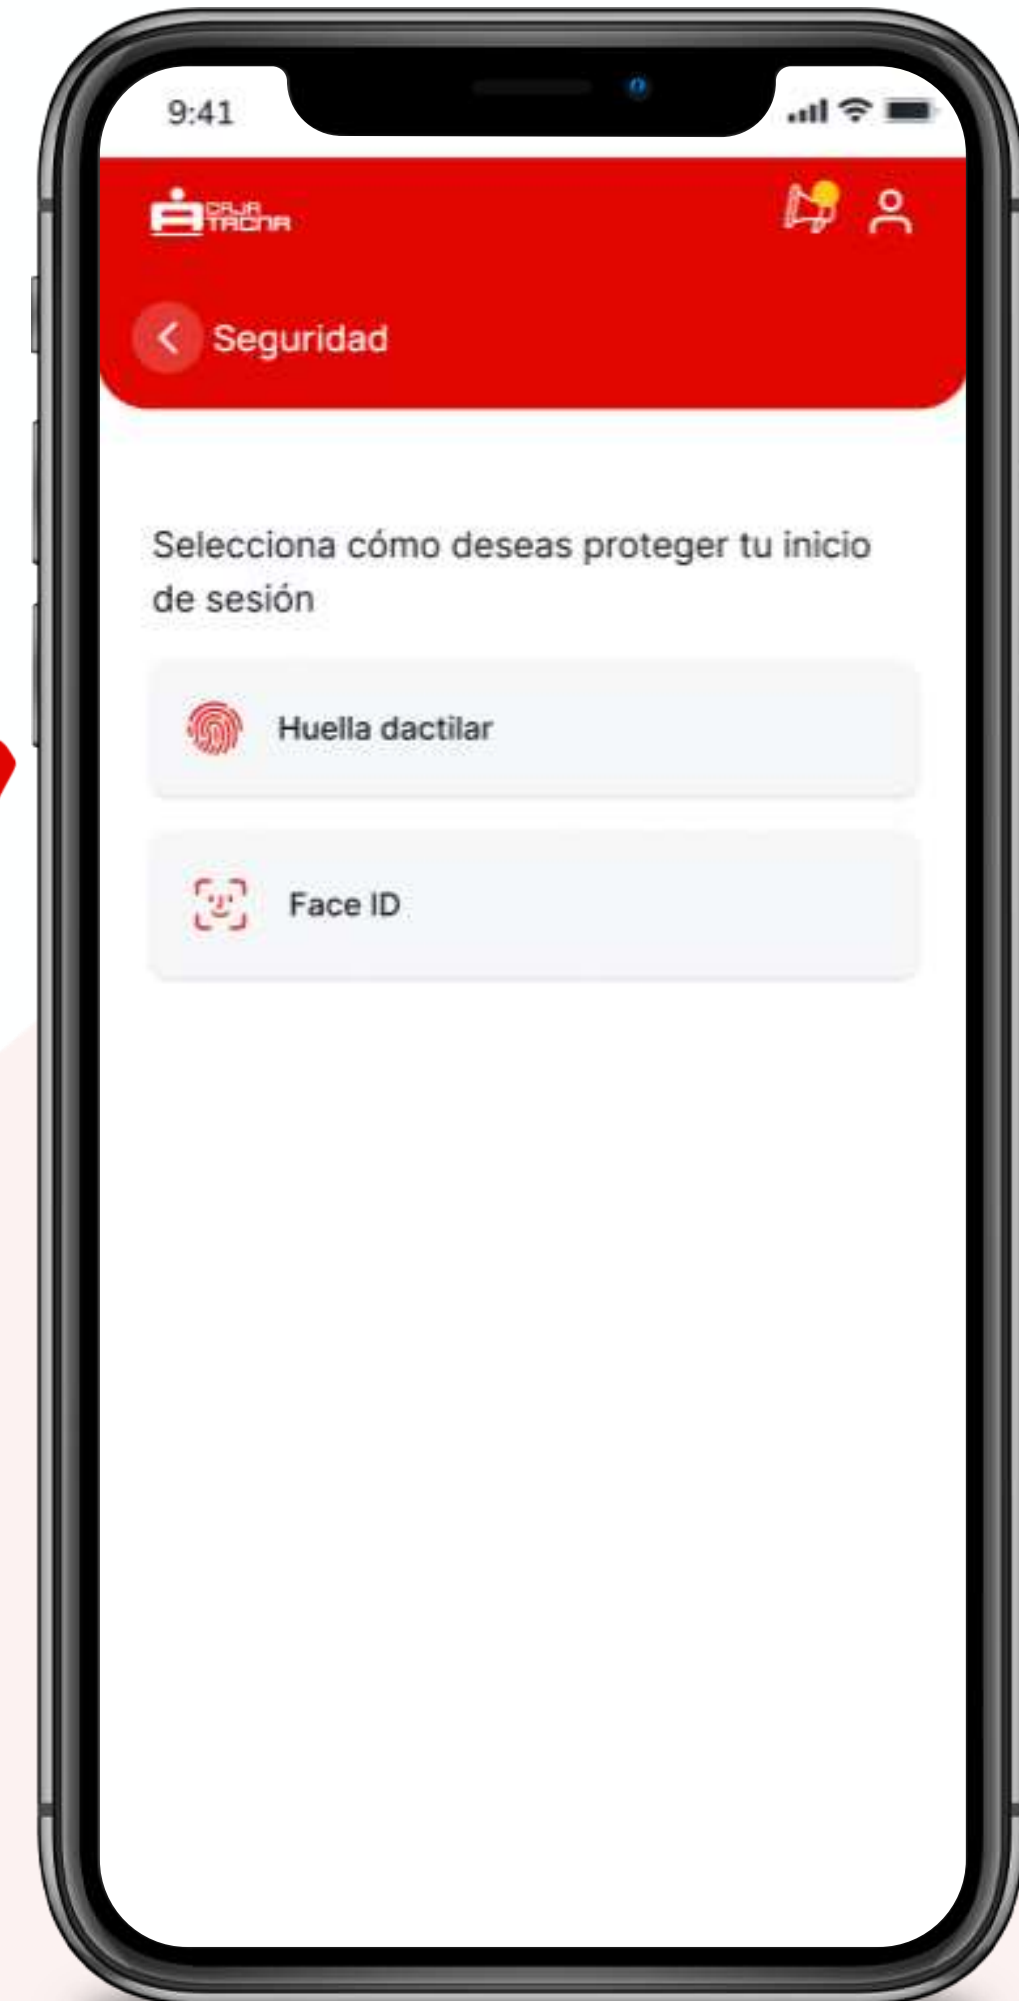 9:41
CAJA
TACNA
Seguridad
Selecciona cómo deseas proteger tu inicio
de sesión
Huella dactilar
Face ID